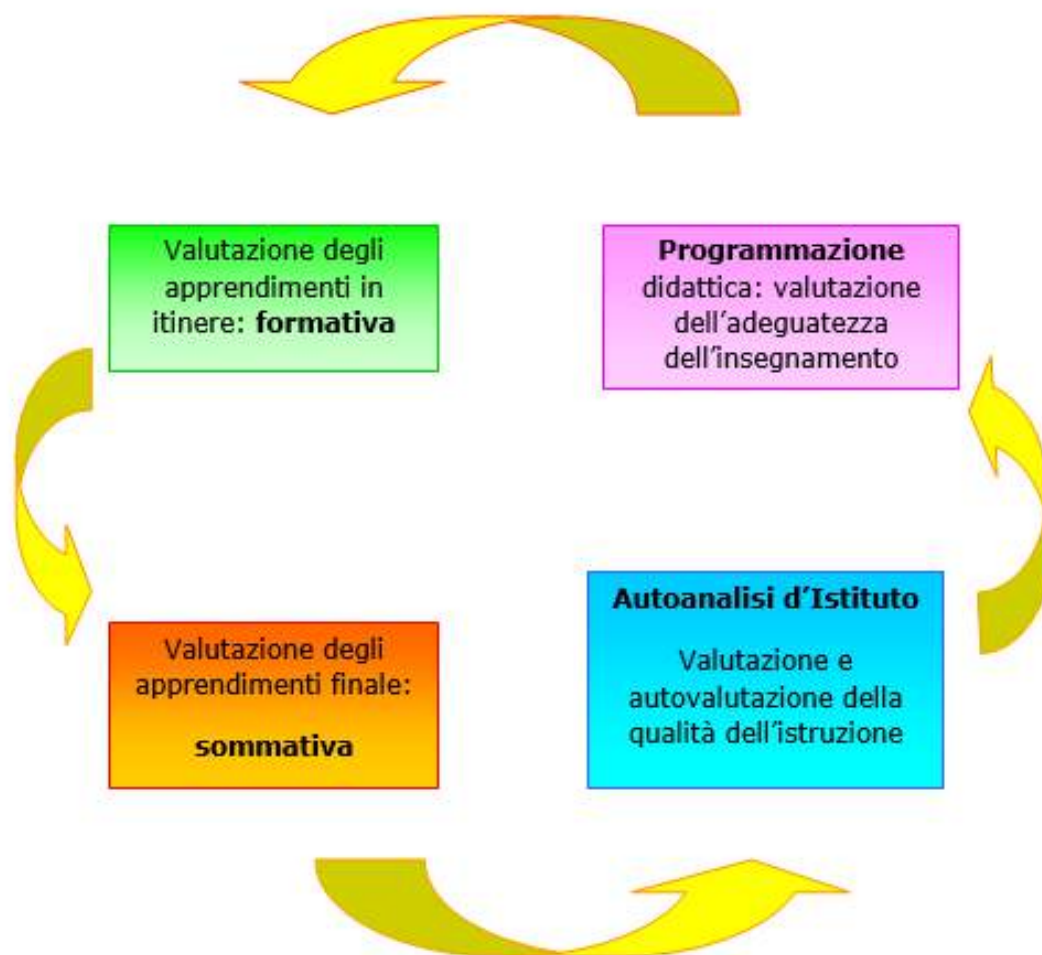 Valutazione degli
apprendimenti in
itinere: formativa
Programmazione
didattica: valutazione
dell'adeguatezza
dell'insegnamento
Valutazione degli
apprendimenti finale:
sommativa
Autoanalisi d'Istituto
Valutazione e
autovalutazione della
qualità dell'istruzione